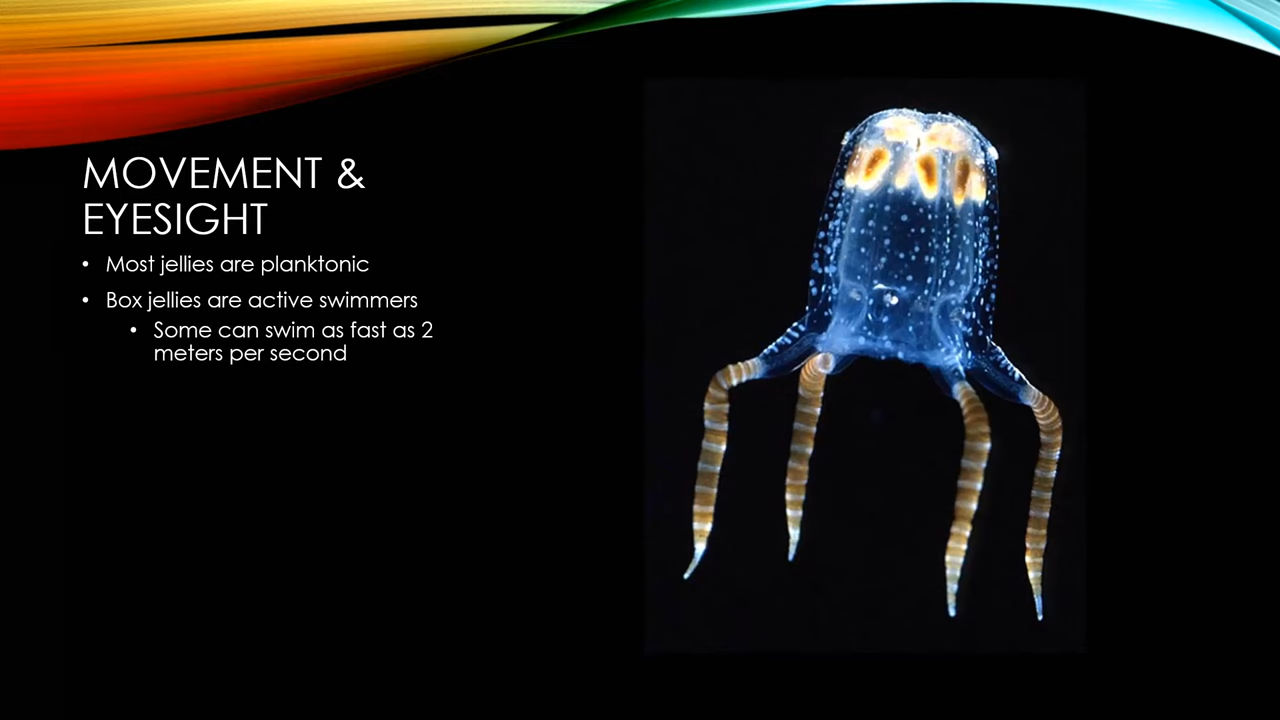 MOVEMENT &
EYESIGHT
• Most jellies are planktonic
• Box jellies are active swimmers
• Some can swim as fast as 2
meters per second